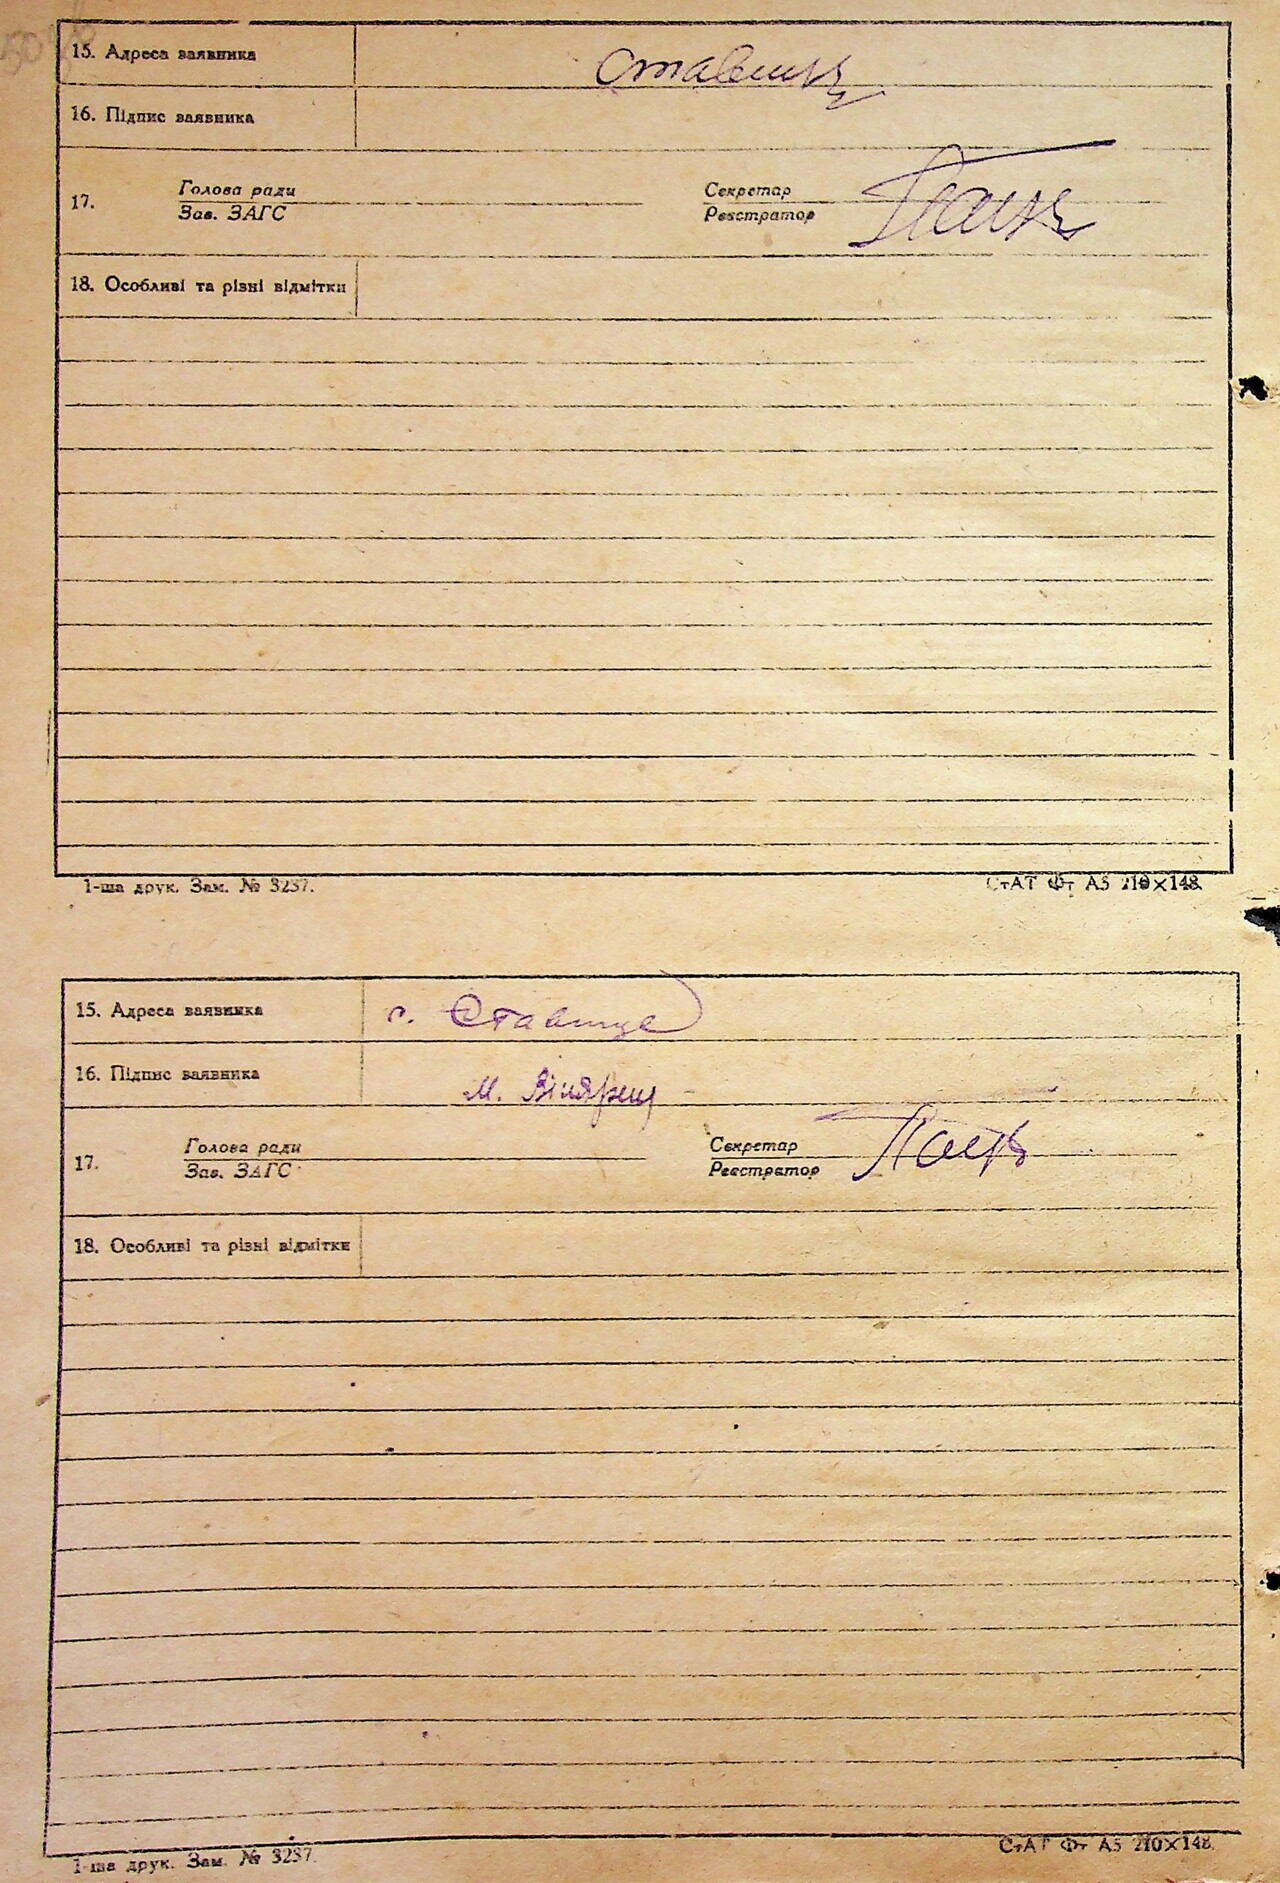 15. Адреса заявника
16. Підпис заявника
17. Голова ради Секретар
Зав. ЗАГС Реєстратор
18. Особливі та різні відмітки
1-ша друк. Зам. № 3237. СтАТ Фт А5 210×148.
15. Адреса заявника с. Ставище
16. Підпис заявника М.
17. Голова ради Секретар
Зав. ЗАГС Реєстратор
18. Особливі та різні відмітки
1-ша друк. Зам. № 3237. СтАТ Фт А5 210×148.